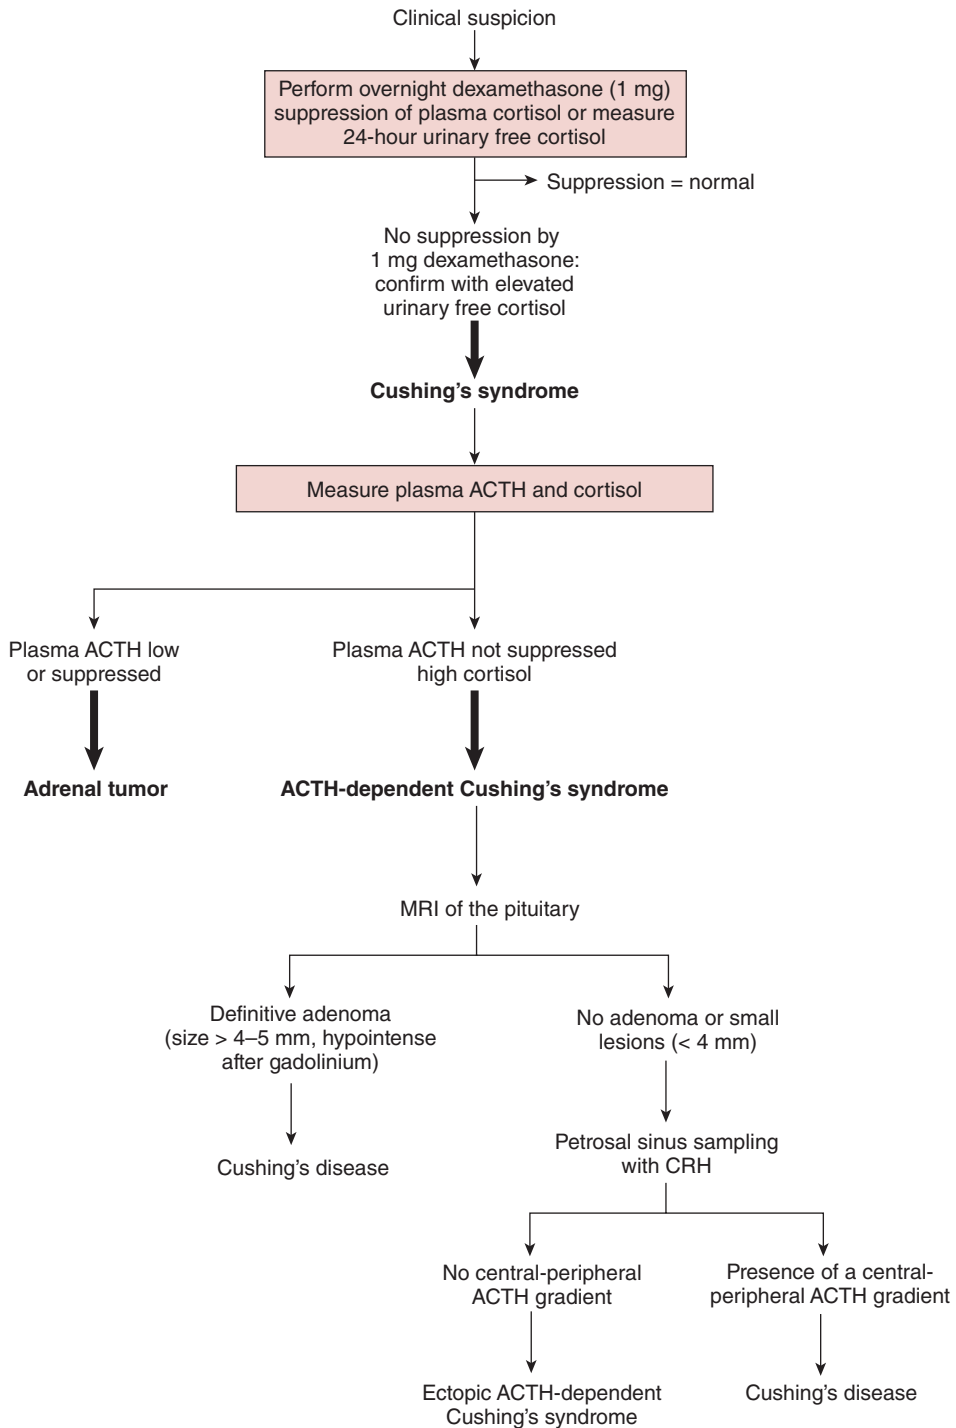 Clinical suspicion
Perform overnight dexamethasone (1 mg)
suppression of plasma cortisol or measure
24-hour urinary free cortisol
Suppression = normal
No suppression by
1 mg dexamethasone:
confirm with elevated
urinary free cortisol
Cushing’s syndrome
Measure plasma ACTH and cortisol
Plasma ACTH low
or suppressed
Plasma ACTH not suppressed
high cortisol
Adrenal tumor
ACTH-dependent Cushing’s syndrome
MRI of the pituitary
Definitive adenoma
(size > 4–5 mm, hypointense
after gadolinium)
No adenoma or small
lesions (< 4 mm)
Cushing’s disease
Petrosal sinus sampling
with CRH
No central-peripheral
ACTH gradient
Presence of a central-
peripheral ACTH gradient
Ectopic ACTH-dependent
Cushing’s syndrome
Cushing’s disease